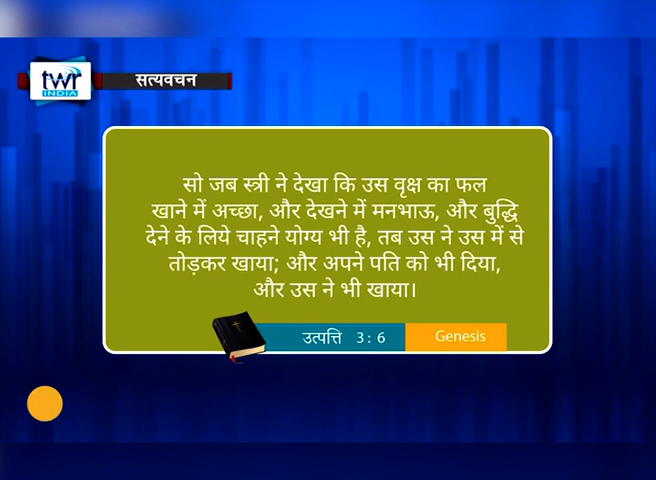 twr
INDIA
सत्यवचन
सो जब स्त्री ने देखा कि उस वृक्ष का फल
खाने में अच्छा, और देखने में मनभाऊ, और बुद्धि
देने के लिये चाहने योग्य भी है, तब उस ने उस में से
तोड़कर खाया; और अपने पति को भी दिया,
और उस ने भी खाया।
उत्पत्ति 3 : 6 Genesis